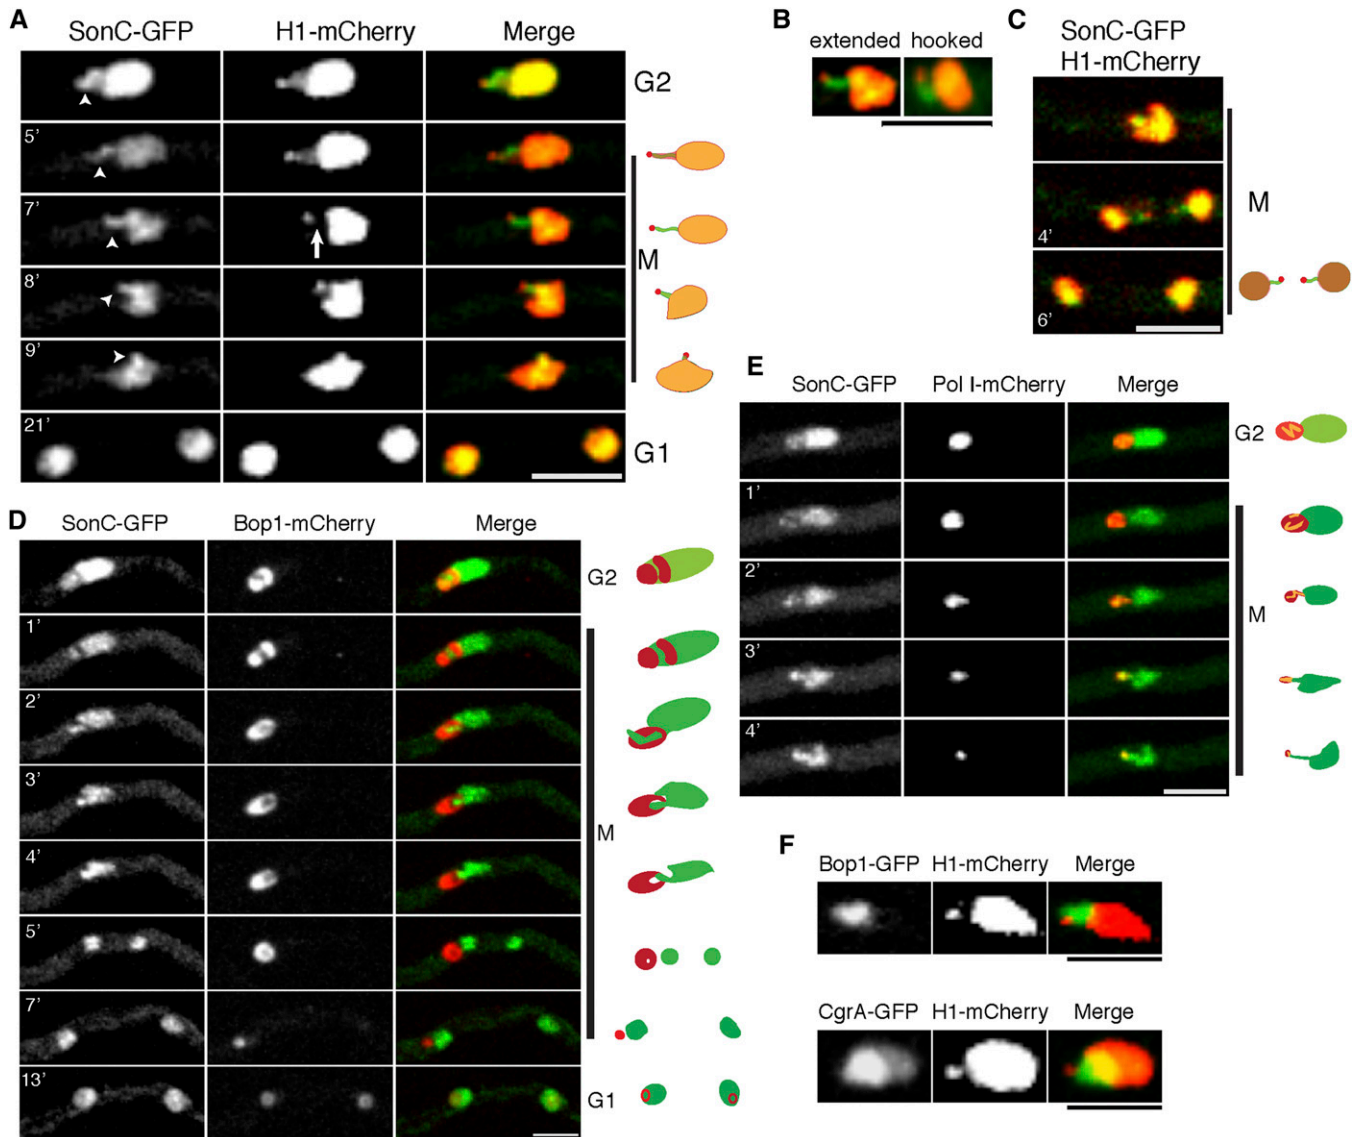 A
SonC-GFP H1-mCherry Merge
G2
5’
7’
M
8’
9’
21’
G1
B
extended hooked
C
SonC-GFP
H1-mCherry
M
4’
6’
D
SonC-GFP Bop1-mCherry Merge
G2
1’
2’
3’
M
4’
5’
7’
13’
G1
E
SonC-GFP Pol I-mCherry Merge
G2
1’
2’
M
3’
4’
F
Bop1-GFP H1-mCherry Merge
CgrA-GFP H1-mCherry Merge